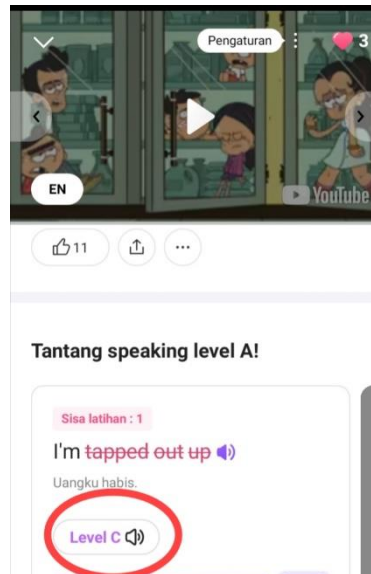 Pengaturan
3
EN
YouTube
11
Tantang speaking level A!
Sisa latihan : 1
I'm tapped out up
Uangku habis.
Level C